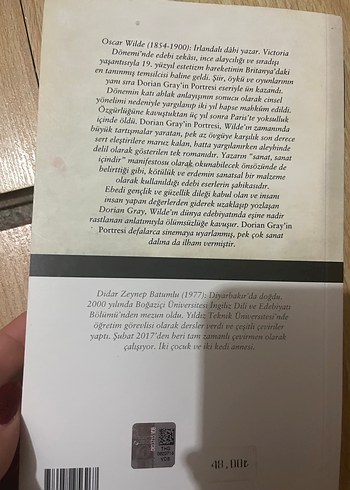 Oscar Wilde (1854-1900): İrlandalı dâhi yazar. Victoria
Dönemi'nde edebi zekâsı, ince alaycılığı ve sıradışı
yaşantısıyla 19. yüzyıl estetizm hareketinin Britanya'daki
en tanınmış temsilcisi haline geldi. Şiir, öykü ve oyunlarının
yanı sıra Dorian Gray'in Portresi eseriyle ün kazandı.
Dönemin katı ahlak anlayışının sonucu olarak cinsel
yönelimi nedeniyle yargılanıp iki yıl hapse mahkûm edildi.
Özgürlüğüne kavuştuktan üç yıl sonra Paris'te yoksulluk
içinde öldü. Dorian Gray'in Portresi, Wilde'ın zamanında
büyük tartışmalar yaratan, pek az övgüye karşılık son derece
sert eleştirilere maruz kalan, hatta yargılanırken aleyhinde
delil olarak gösterilen tek romanıdır. Yazarın "sanat, sanat
içindir" manifestosu olarak okunabilecek önsözünde de
belirttiği gibi, kötülük ve erdemin sanatsal bir malzeme
olarak kullanıldığı edebi eserlerin şahikasıdır.
Ebedi gençlik ve güzellik dileği kabul olan ve insanı
insan yapan değerlerden giderek uzaklaşıp yozlaşan
Dorian Gray, Wilde'ın dünya edebiyatında eşine nadir
rastlanan anlatımıyla ölümsüzlüğe kavuşur. Dorian Gray'in
Portresi defalarca sinemaya uyarlanmış, pek çok sanat
dalına da ilham vermiştir.
Didar Zeynep Batumlu (1977): Diyarbakır'da doğdu.
2000 yılında Boğaziçi Üniversitesi İngiliz Dili ve Edebiyatı
Bölümü'nden mezun oldu. Yıldız Teknik Üniversitesi'nde
öğretim görevlisi olarak dersler verdi ve çeşitli çeviriler
yaptı. Şubat 2017'den beri tam zamanlı çevirmen olarak
çalışıyor. İki çocuk ve iki kedi annesi.
40,00₺